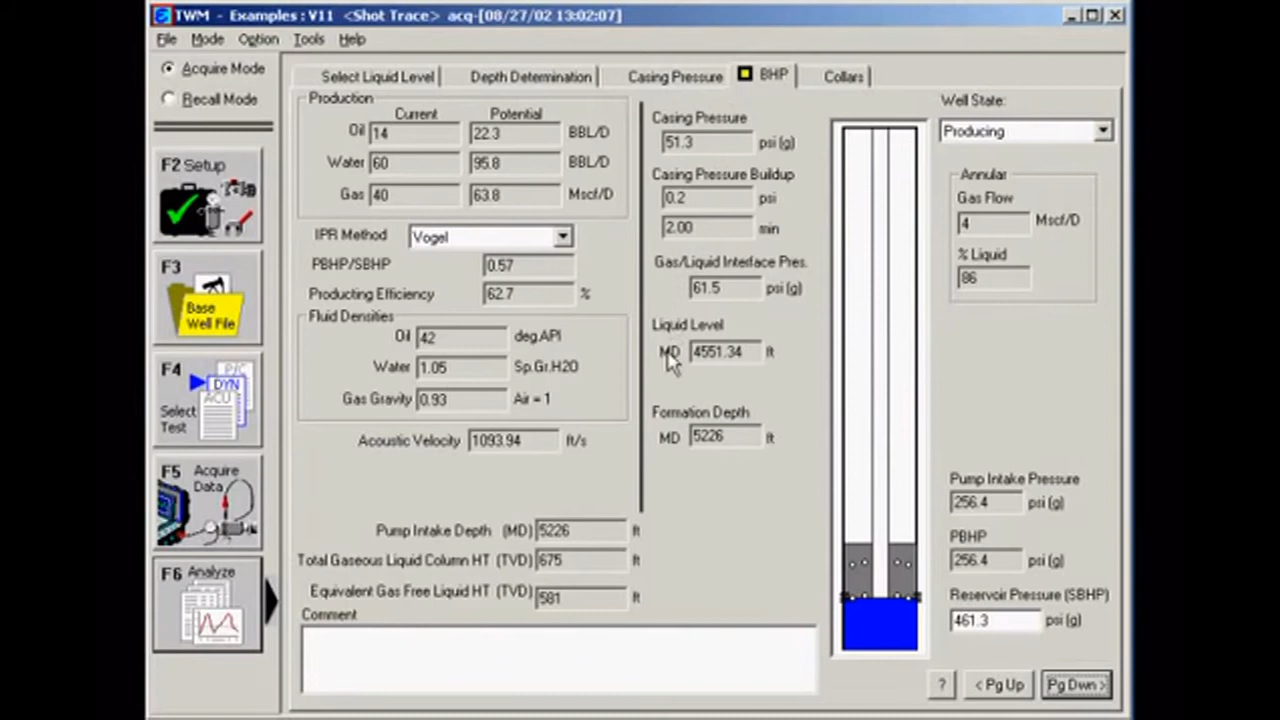 TWM - Examples : V11 <Shot Trace> acq-[08/27/02 13:02:07]
File Mode Option Tools Help
Acquire Mode
Recall Mode
F2 Setup
F3
Base
Well File
F4
P/C
DYN
ACU
Select
Test
F5 Acquire
Data
F6 Analyze
Select Liquid Level Depth Determination Casing Pressure BHP Collars
Production
Current Potential
Oil 14 22.3 BBL/D
Water 60 95.8 BBL/D
Gas 40 63.8 Mscf/D
IPR Method Vogel
PBHP/SBHP 0.57
Producting Efficiency 62.7 %
Fluid Densities
Oil 42 deg.API
Water 1.05 Sp.Gr.H2O
Gas Gravity 0.93 Air = 1
Acoustic Velocity 1093.94 ft/s
Pump Intake Depth (MD) 5226 ft
Total Gaseous Liquid Column HT (TVD) 675 ft
Equivalent Gas Free Liquid HT (TVD) 581 ft
Comment
Casing Pressure
51.3 psi (g)
Casing Pressure Buildup
0.2 psi
2.00 min
Gas/Liquid Interface Pres.
61.5 psi (g)
Liquid Level
MD 4551.34 ft
Formation Depth
MD 5226 ft
Well State:
Producing
Annular
Gas Flow
4 Mscf/D
% Liquid
86
Pump Intake Pressure
256.4 psi (g)
PBHP
256.4 psi (g)
Reservoir Pressure (SBHP)
461.3 psi (g)
? < Pg Up Pg Dwn >